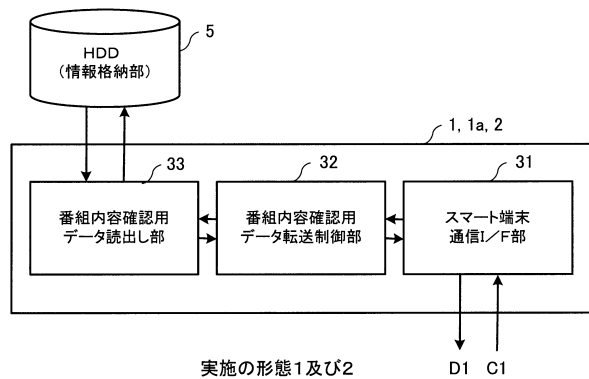 HDD
（情報格納部）
5
1, 1a, 2
33
32
31
番組内容確認用
データ読出し部
番組内容確認用
データ転送制御部
スマート端末
通信I／F部
D1
C1
実施の形態1及び2